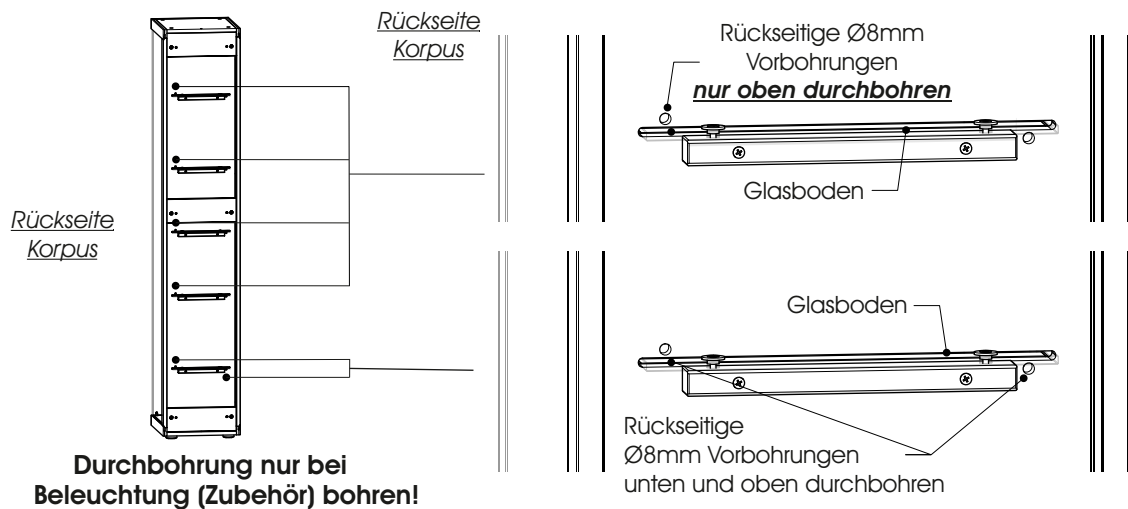 Rückseite
Korpus
Rückseitige Ø8mm
Vorbohrungen
nur oben durchbohren
Glasboden
Rückseite
Korpus
Glasboden
Rückseitige
Ø8mm Vorbohrungen
unten und oben durchbohren
Durchbohrung nur bei
Beleuchtung (Zubehör) bohren!